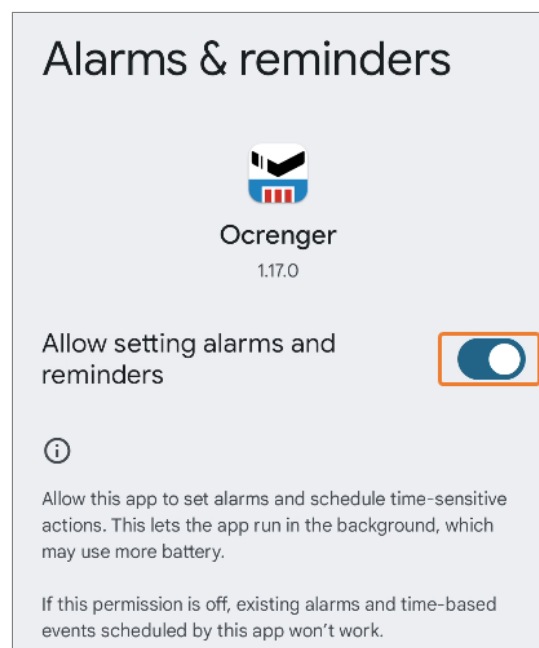 Alarms & reminders
Ocrenger
1.17.0
Allow setting alarms and
reminders
Allow this app to set alarms and schedule time-sensitive
actions. This lets the app run in the background, which
may use more battery.
If this permission is off, existing alarms and time-based
events scheduled by this app won't work.